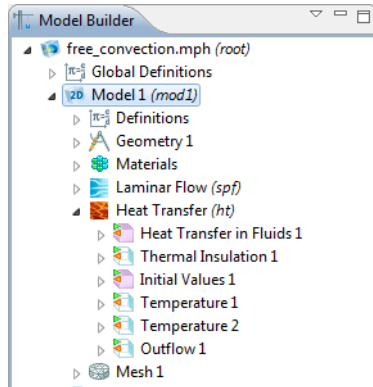 Model Builder
free_convection.mph (root)
Global Definitions
Model 1 (mod1)
Definitions
Geometry 1
Materials
Laminar Flow (spf)
Heat Transfer (ht)
Heat Transfer in Fluids 1
Thermal Insulation 1
Initial Values 1
Temperature 1
Temperature 2
Outflow 1
Mesh 1